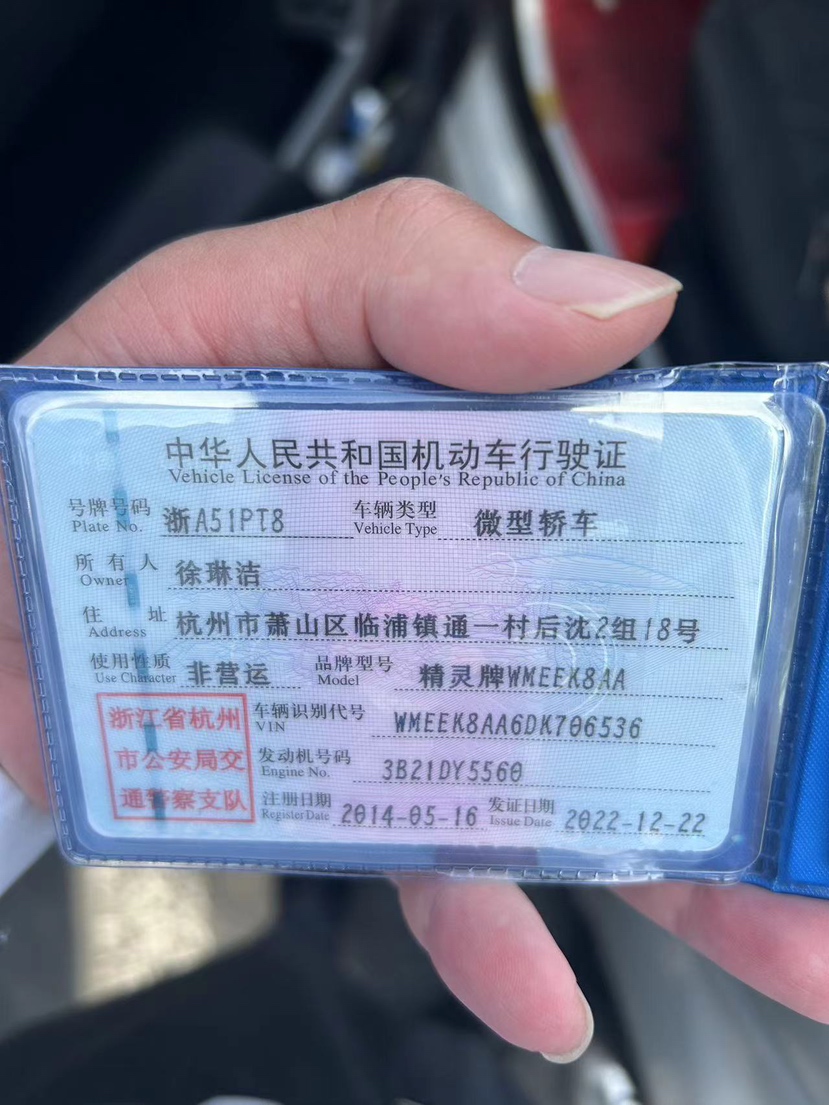 中华人民共和国机动车行驶证
Vehicle License of the People's Republic of China
号牌号码 浙A51PT8 车辆类型 微型轿车
Plate No. Vehicle Type
所有人 徐琳洁
Owner
住址 杭州市萧山区临浦镇通一村后沈2组18号
Address
使用性质 非营运 品牌型号 精灵牌WMEEK8AA
Use Character Model
浙江省杭州 车辆识别代号 WMEEK8AA6DK706536
VIN
市公安局交 发动机号码 3B21DY5560
Engine No.
通警察支队 注册日期 2014-05-16 发证日期 2022-12-22
Register Date Issue Date